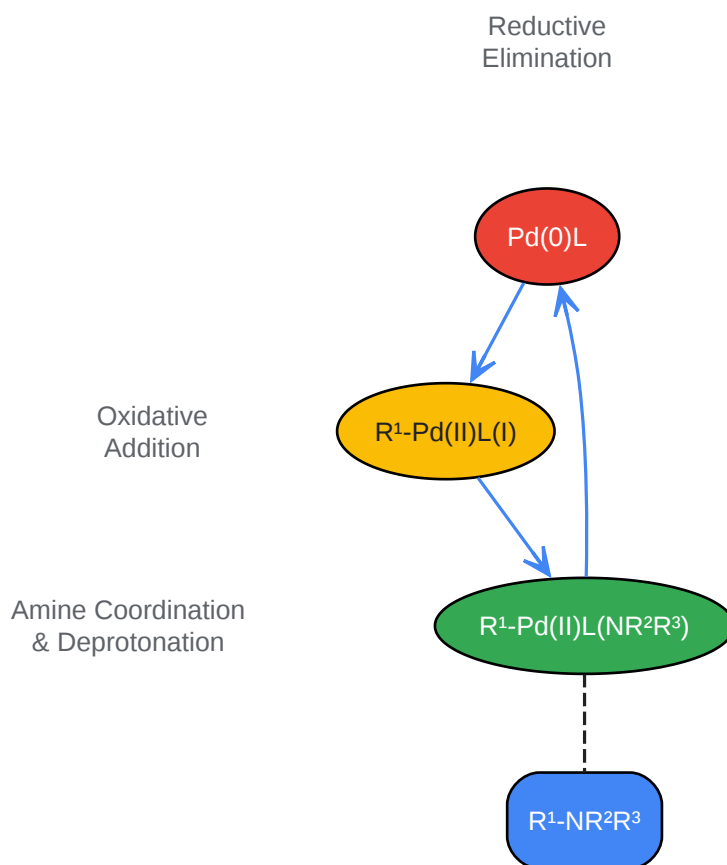 Reductive
Elimination
Pd(0)L
Oxidative
Addition
R¹-Pd(II)L(I)
Amine Coordination
& Deprotonation
R¹-Pd(II)L(NR²R³)
R¹-NR²R³